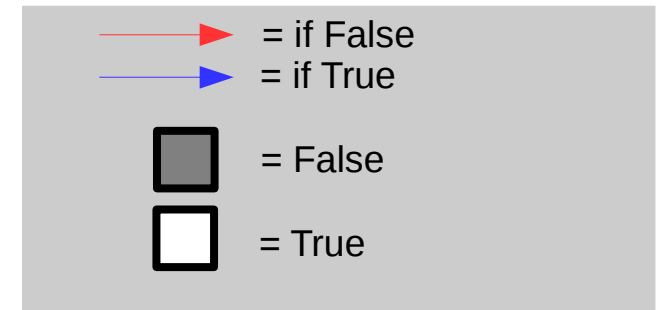 = if False
= if True
= False
= True